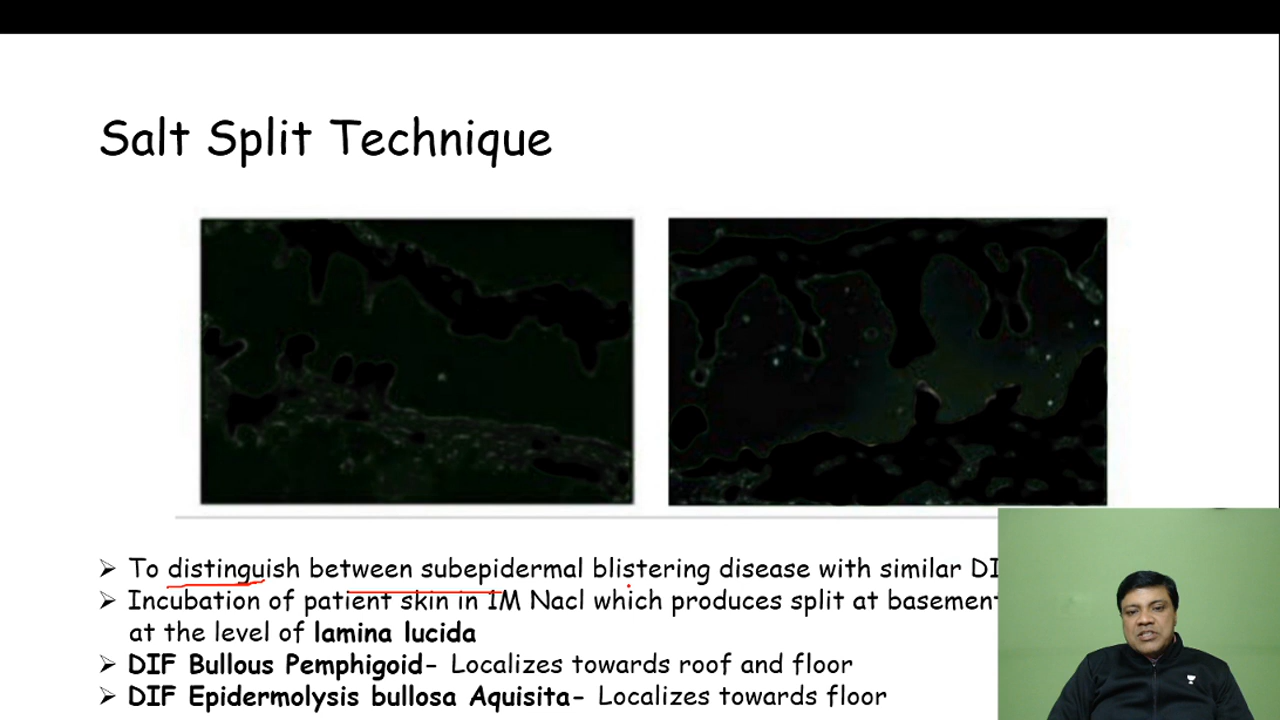 Salt Split Technique
To distinguish between subepidermal blistering disease with similar DI
Incubation of patient skin in 1M Nacl which produces split at basement
at the level of lamina lucida
DIF Bullous Pemphigoid- Localizes towards roof and floor
DIF Epidermolysis bullosa Aquisita- Localizes towards floor